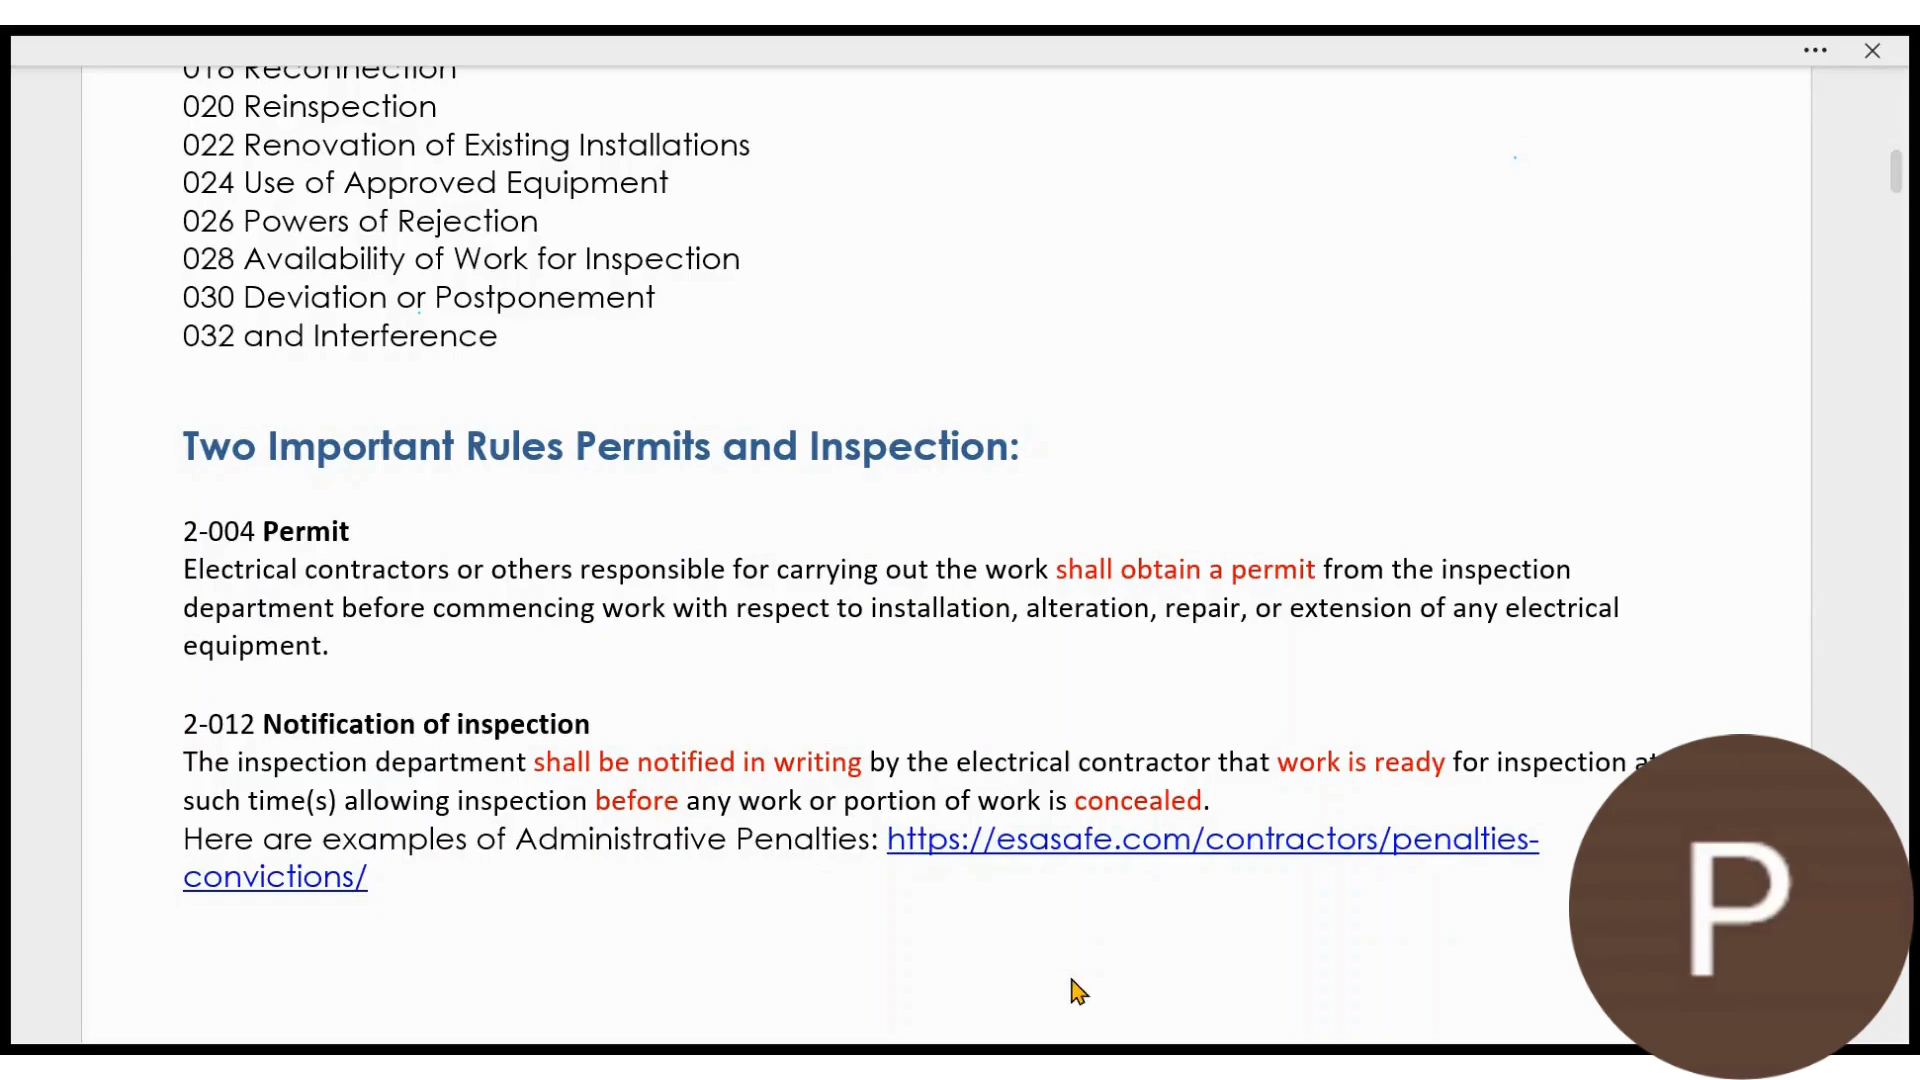 018 Reconnection
020 Reinspection
022 Renovation of Existing Installations
024 Use of Approved Equipment
026 Powers of Rejection
028 Availability of Work for Inspection
030 Deviation or Postponement
032 and Interference
Two Important Rules Permits and Inspection:
2-004 Permit
Electrical contractors or others responsible for carrying out the work shall obtain a permit from the inspection
department before commencing work with respect to installation, alteration, repair, or extension of any electrical
equipment.
2-012 Notification of inspection
The inspection department shall be notified in writing by the electrical contractor that work is ready for inspection at
such time(s) allowing inspection before any work or portion of work is concealed.
Here are examples of Administrative Penalties: https://esasafe.com/contractors/penalties-
convictions/
P